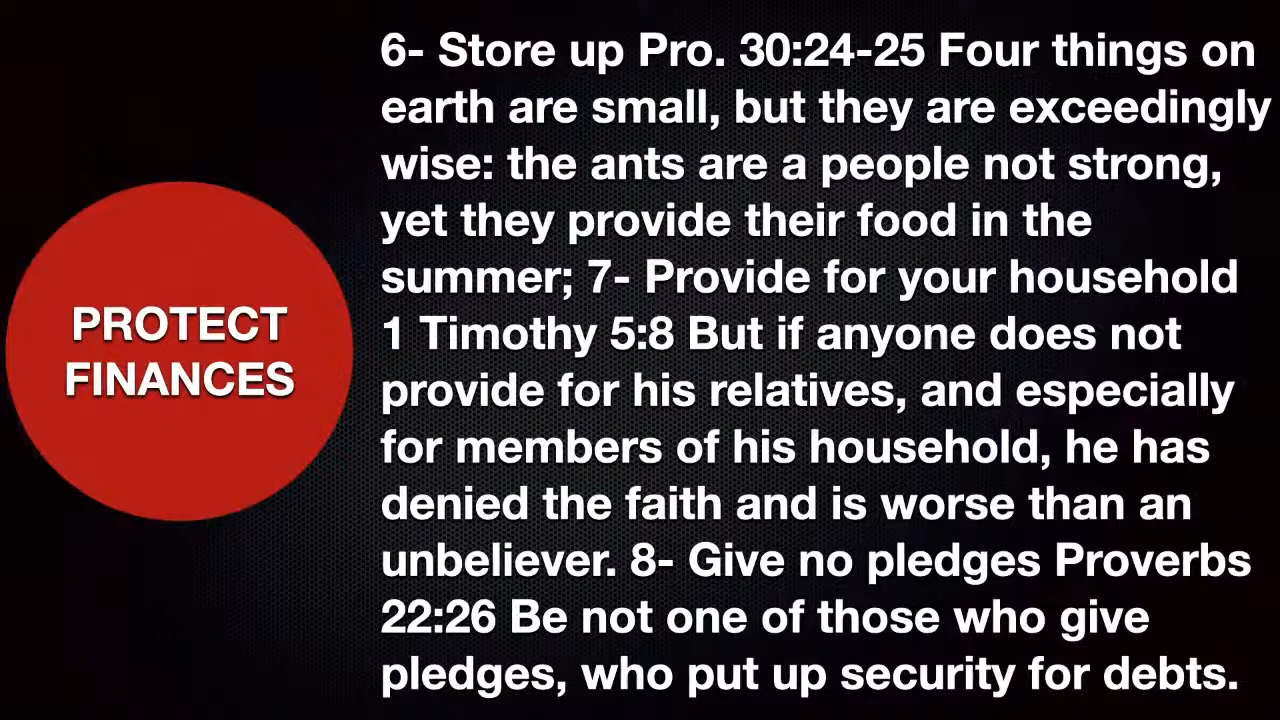 PROTECT
FINANCES
6- Store up Pro. 30:24-25 Four things on
earth are small, but they are exceedingly
wise: the ants are a people not strong,
yet they provide their food in the
summer; 7- Provide for your household
1 Timothy 5:8 But if anyone does not
provide for his relatives, and especially
for members of his household, he has
denied the faith and is worse than an
unbeliever. 8- Give no pledges Proverbs
22:26 Be not one of those who give
pledges, who put up security for debts.